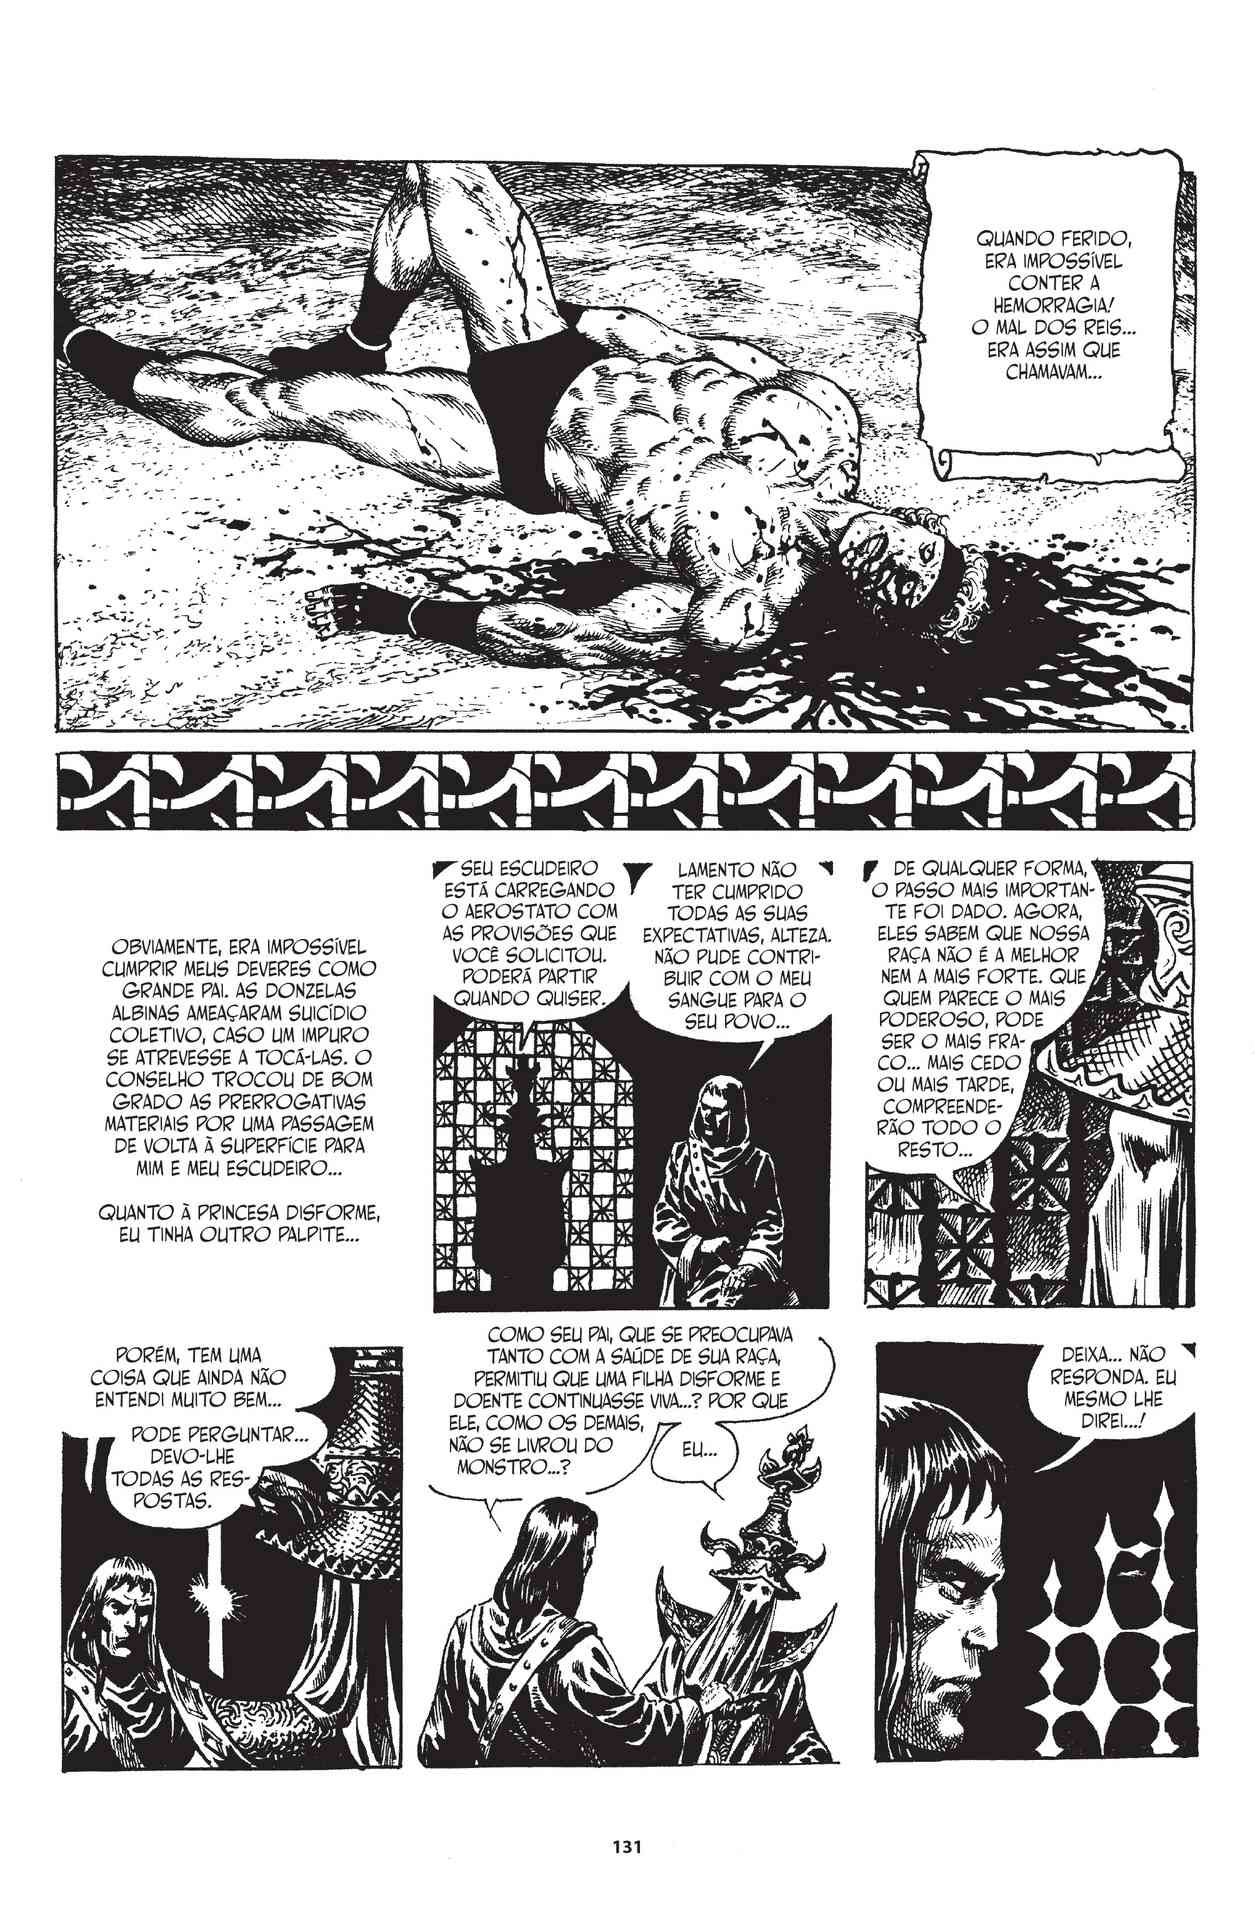 QUANDO FERIDO,
ERA IMPOSSÍVEL
CONTER A
HEMORRAGIA!
O MAL DOS REIS...
ERA ASSIM QUE
CHAMAVAM...
OBVIAMENTE, ERA IMPOSSÍVEL
CUMPRIR MEUS DEVERES COMO
GRANDE PAI. AS DONZELAS
ALBINAS AMEAÇARAM SUICÍDIO
COLETIVO, CASO UM IMPURO
SE ATREVESSE A TOCÁ-LAS. O
CONSELHO TROCOU DE BOM
GRADO AS PRERROGATIVAS
MATERIAIS POR UMA PASSAGEM
DE VOLTA À SUPERFÍCIE PARA
MIM E MEU ESCUDEIRO...
QUANTO À PRINCESA DISFORME,
EU TINHA OUTRO PALPITE...
SEU ESCUDEIRO
ESTÁ CARREGANDO
O AEROSTATO COM
AS PROVISÕES QUE
VOCÊ SOLICITOU.
PODERÁ PARTIR
QUANDO QUISER.
LAMENTO NÃO
TER CUMPRIDO
TODAS AS SUAS
EXPECTATIVAS, ALTEZA.
NÃO PUDE CONTRI-
BUIR COM O MEU
SANGUE PARA O
SEU POVO...
DE QUALQUER FORMA,
O PASSO MAIS IMPORTAN-
TE FOI DADO. AGORA,
ELES SABEM QUE NOSSA
RAÇA NÃO É A MELHOR
NEM A MAIS FORTE. QUE
QUEM PARECE O MAIS
PODEROSO, PODE
SER O MAIS FRA-
CO... MAIS CEDO
OU MAIS TARDE,
COMPREENDE-
RÃO TODO O
RESTO...
PORÉM, TEM UMA
COISA QUE AINDA NÃO
ENTENDI MUITO BEM...
PODE PERGUNTAR...
DEVO-LHE
TODAS AS RES-
POSTAS.
COMO SEU PAI, QUE SE PREOCUPAVA
TANTO COM A SAÚDE DE SUA RAÇA,
PERMITIU QUE UMA FILHA DISFORME E
DOENTE CONTINUASSE VIVA...? POR QUE
ELE, COMO OS DEMAIS,
NÃO SE LIVROU DO
MONSTRO...?
EU...
DEIXA... NÃO
RESPONDA. EU
MESMO LHE
DIREI...!
131